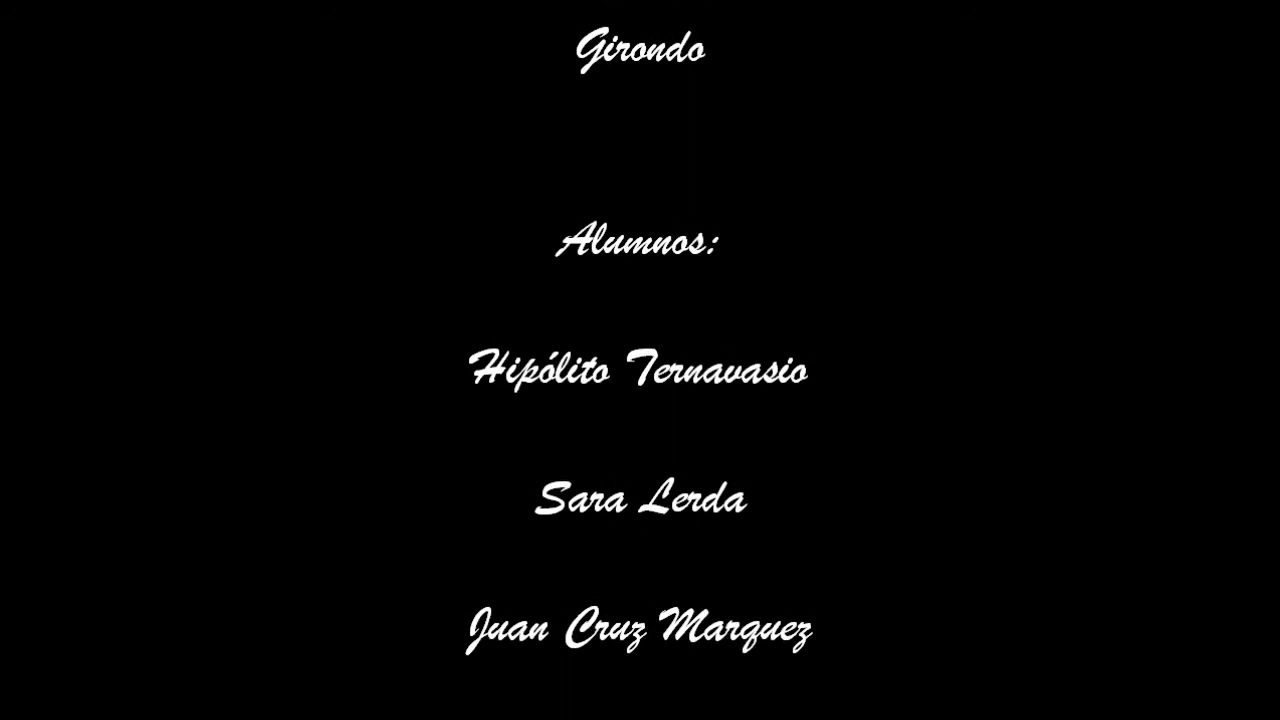 Girondo
Alumnos:
Hipólito Ternavasio
Sara Lerda
Juan Cruz Marquez